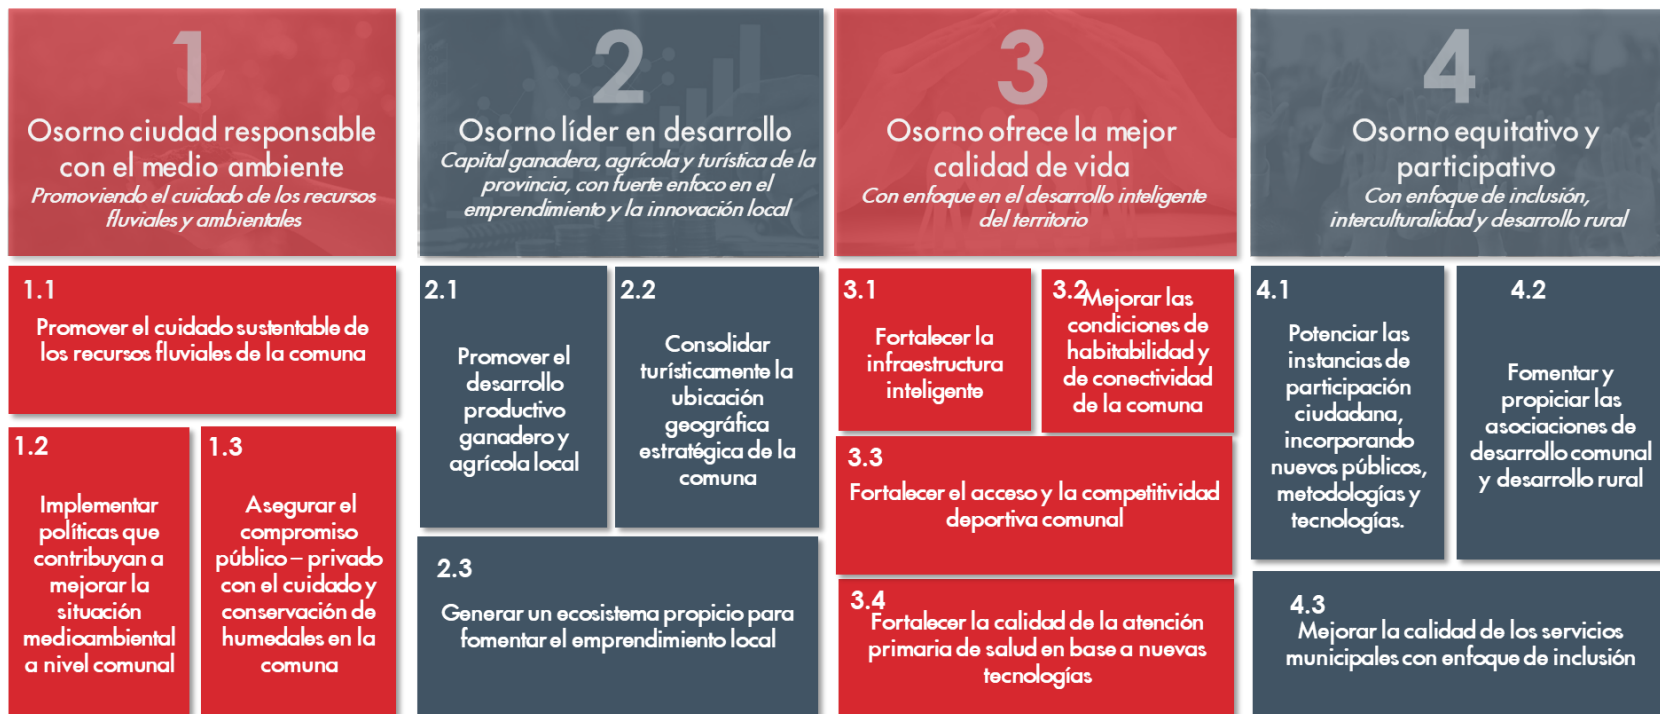 1
Osorno ciudad responsable
con el medio ambiente
Promoviendo el cuidado de los recursos
fluviales y ambientales
2
Osorno líder en desarrollo
Capital ganadera, agrícola y turística de la
provincia, con fuerte enfoco en el
emprendimiento y la innovación local
3
Osorno ofrece la mejor
calidad de vida
Con enfoque en el desarrollo inteligente
del territorio
4
Osorno equitativo y
participativo
Con enfoque de inclusión,
interculturalidad y desarrollo rural
1.1
Promover el cuidado sustentable de
los recursos fluviales de la comuna
1.2
Implementar
políticas que
contribuyan a
mejorar la
situación
medioambiental
a nivel comunal
1.3
Asegurar el
compromiso
público – privado
con el cuidado y
conservación de
humedales en la
comuna
2.1
Promover el
desarrollo
productivo
ganadero y
agrícola local
2.2
Consolidar
turísticamente la
ubicación
geográfica
estratégica de la
comuna
2.3
Generar un ecosistema propicio para
fomentar el emprendimiento local
3.1
Fortalecer la
infraestructura
inteligente
3.2
Mejorar las
condiciones de
habitabilidad y
de conectividad
de la comuna
3.3
Fortalecer el acceso y la competitividad
deportiva comunal
3.4
Fortalecer la calidad de la atención
primaria de salud en base a nuevas
tecnologías
4.1
Potenciar las
instancias de
participación
ciudadana,
incorporando
nuevos públicos,
metodologías y
tecnologías.
4.2
Fomentar y
propiciar las
asociaciones de
desarrollo comunal
y desarrollo rural
4.3
Mejorar la calidad de los servicios
municipales con enfoque de inclusión